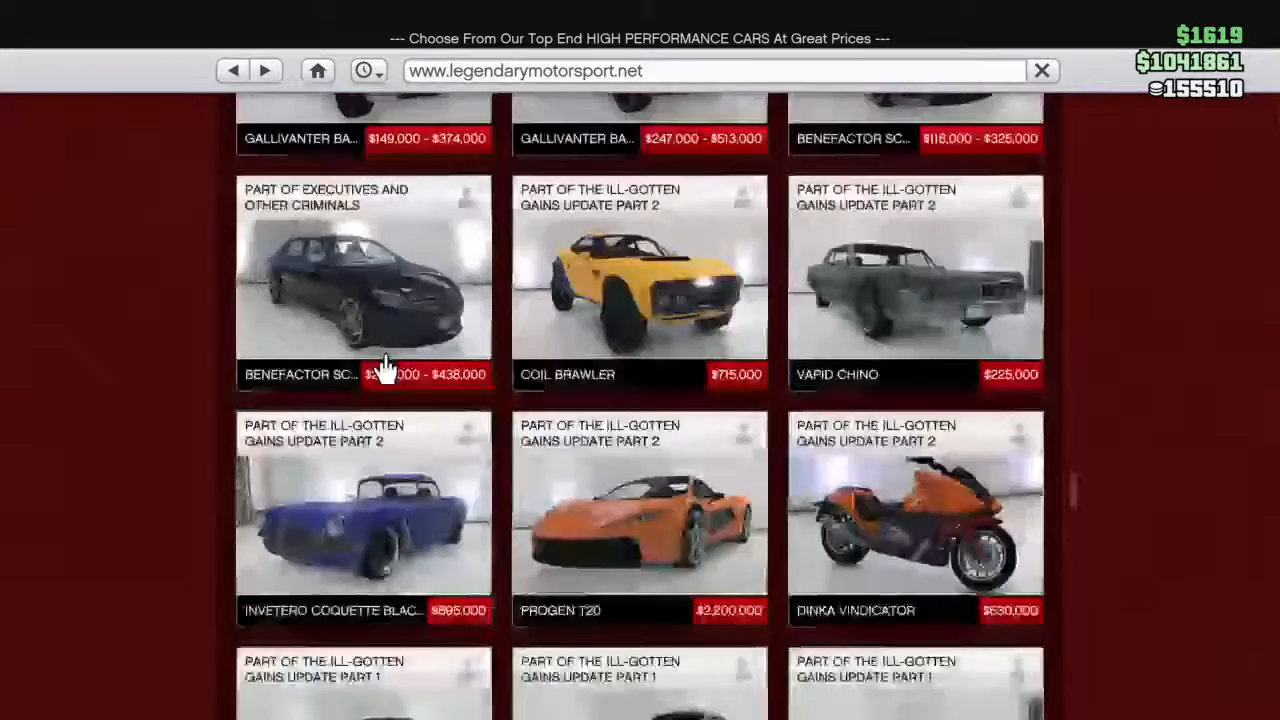 --- Choose From Our Top End HIGH PERFORMANCE CARS At Great Prices ---
$1619
www.legendarymotorsport.net
$1041861
155510
GALLIVANTER BA... $149,000 - $374,000
GALLIVANTER BA... $247,000 - $513,000
BENEFACTOR SC... $116,000 - $325,000
PART OF EXECUTIVES AND
OTHER CRIMINALS
PART OF THE ILL-GOTTEN
GAINS UPDATE PART 2
PART OF THE ILL-GOTTEN
GAINS UPDATE PART 2
BENEFACTOR SC... - $438,000
COIL BRAWLER $715,000
VAPID CHINO $225,000
PART OF THE ILL-GOTTEN
GAINS UPDATE PART 2
PART OF THE ILL-GOTTEN
GAINS UPDATE PART 2
PART OF THE ILL-GOTTEN
GAINS UPDATE PART 2
INVETERO COQUETTE BLAC... $695,000
PROGEN T20 $2,200,000
DINKA VINDICATOR $630,000
PART OF THE ILL-GOTTEN
GAINS UPDATE PART 1
PART OF THE ILL-GOTTEN
GAINS UPDATE PART 1
PART OF THE ILL-GOTTEN
GAINS UPDATE PART 1